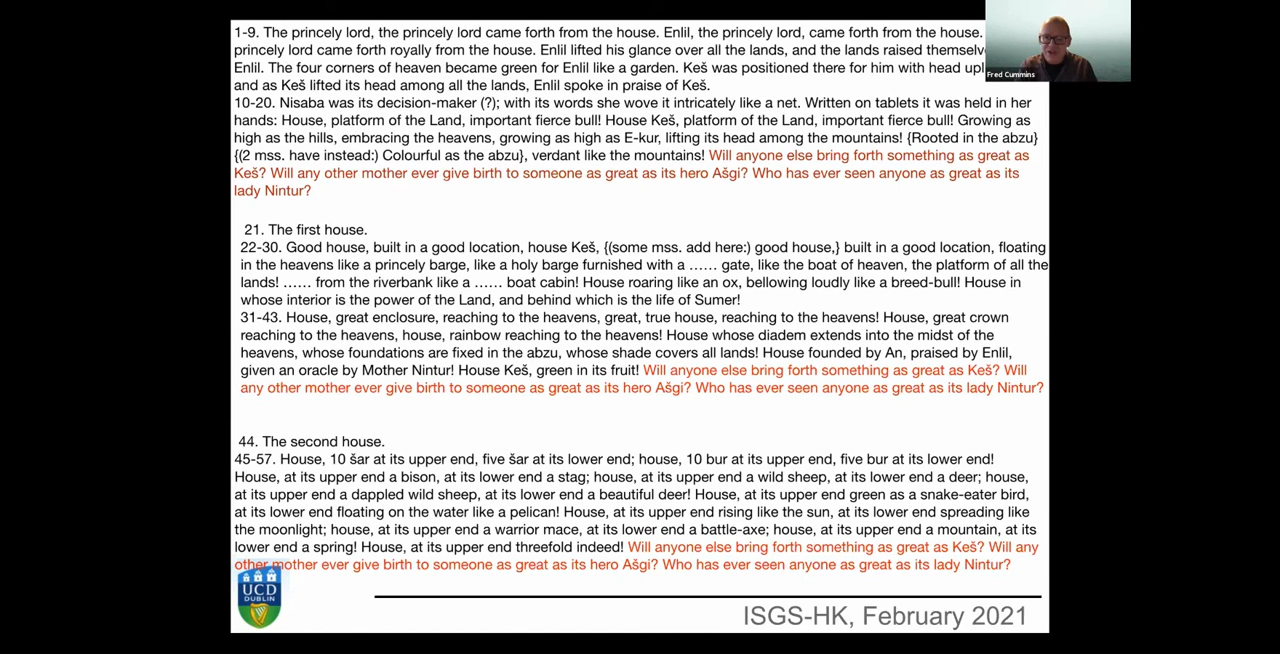 1-9. The princely lord, the princely lord came forth from the house. Enlil, the princely lord, came forth from the house.
princely lord came forth royally from the house. Enlil lifted his glance over all the lands, and the lands raised
Enlil. The four corners of heaven became green for Enlil like a garden. Keš was positioned there for him with head
and as Keš lifted its head among all the lands, Enlil spoke in praise of Keš.
10-20. Nisaba was its decision-maker (?); with its words she wove it intricately like a net. Written on tablets it was held in her
hands: House, platform of the Land, important fierce bull! House Keš, platform of the Land, important fierce bull! Growing as
high as the hills, embracing the heavens, growing as high as E-kur, lifting its head among the mountains! {Rooted in the abzu}
{(2 mss. have instead:) Colourful as the abzu}, verdant like the mountains! Will anyone else bring forth something as great as
Keš? Will any other mother ever give birth to someone as great as its hero Ašgi? Who has ever seen anyone as great as its
lady Nintur?
21. The first house.
22-30. Good house, built in a good location, house Keš, {(some mss. add here:) good house,} built in a good location, floating
in the heavens like a princely barge, like a holy barge furnished with a …… gate, like the boat of heaven, the platform of all the
lands! …… from the riverbank like a …… boat cabin! House roaring like an ox, bellowing loudly like a breed-bull! House in
whose interior is the power of the Land, and behind which is the life of Sumer!
31-43. House, great enclosure, reaching to the heavens, great, true house, reaching to the heavens! House, great crown
reaching to the heavens, house, rainbow reaching to the heavens! House whose diadem extends into the midst of the
heavens, whose foundations are fixed in the abzu, whose shade covers all lands! House founded by An, praised by Enlil,
given an oracle by Mother Nintur! House Keš, green in its fruit! Will anyone else bring forth something as great as Keš? Will
any other mother ever give birth to someone as great as its hero Ašgi? Who has ever seen anyone as great as its lady Nintur?
44. The second house.
45-57. House, 10 šar at its upper end, five šar at its lower end; house, 10 bur at its upper end, five bur at its lower end!
House, at its upper end a bison, at its lower end a stag; house, at its upper end a wild sheep, at its lower end a deer; house,
at its upper end a dappled wild sheep, at its lower end a beautiful deer! House, at its upper end green as a snake-eater bird,
at its lower end floating on the water like a pelican! House, at its upper end rising like the sun, at its lower end spreading like
the moonlight; house, at its upper end a warrior mace, at its lower end a battle-axe; house, at its upper end a mountain, at its
lower end a spring! House, at its upper end threefold indeed! Will anyone else bring forth something as great as Keš? Will any
other mother ever give birth to someone as great as its hero Ašgi? Who has ever seen anyone as great as its lady Nintur?
UCD
DUBLIN
ISGS-HK, February 2021
Fred Cummins